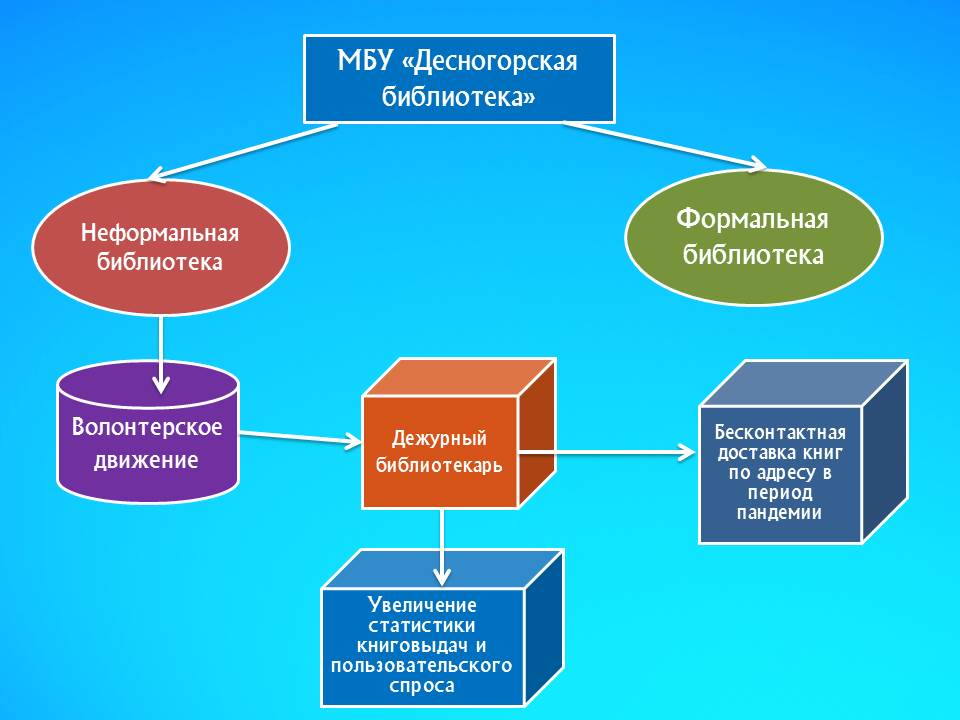 МБУ «Десногорская
библиотека»
Неформальная
библиотека
Формальная
библиотека
Волонтерское
движение
Дежурный
библиотекарь
Бесконтактная
доставка книг
по адресу в
период
пандемии
Увеличение
статистики
книговыдач и
пользовательского
спроса